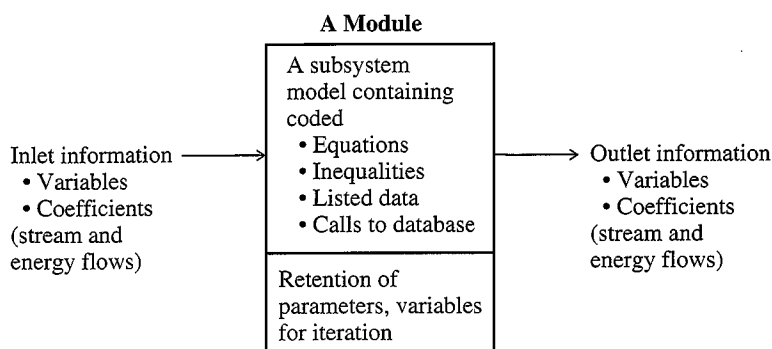 A Module
Inlet information
• Variables
• Coefficients
(stream and
energy flows)
A subsystem
model containing
coded
• Equations
• Inequalities
• Listed data
• Calls to database
Retention of
parameters, variables
for iteration
Outlet information
• Variables
• Coefficients
(stream and
energy flows)